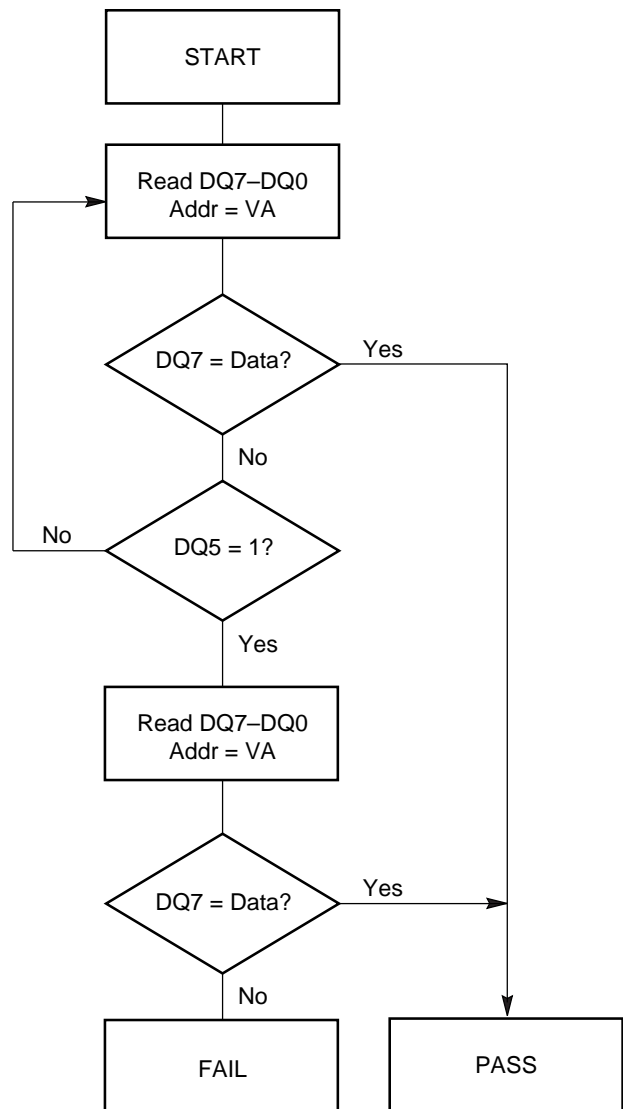 START
Read DQ7–DQ0
Addr = VA
DQ7 = Data?
Yes
No
DQ5 = 1?
No
Yes
Read DQ7–DQ0
Addr = VA
DQ7 = Data?
Yes
No
FAIL
PASS